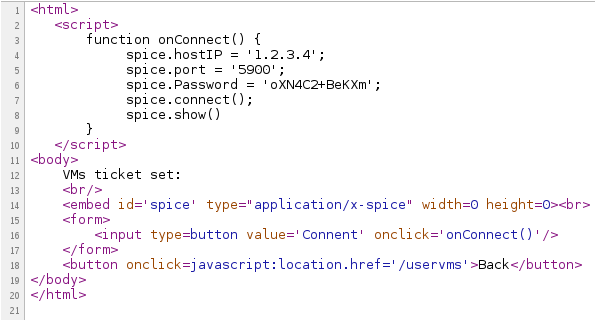 1 <html>
2 <script>
3 function onConnect() {
4 spice.hostIP = '1.2.3.4';
5 spice.port = '5900';
6 spice.Password = 'oXN4C2+BeKXm';
7 spice.connect();
8 spice.show()
9 }
10 </script>
11 <body>
12 VMs ticket set:
13 <br/>
14 <embed id='spice' type="application/x-spice" width=0 height=0><br>
15 <form>
16 <input type=button value='Connent' onclick='onConnect()'/>
17 </form>
18 <button onclick=javascript:location.href='/uservms'>Back</button>
19 </body>
20 </html>
21